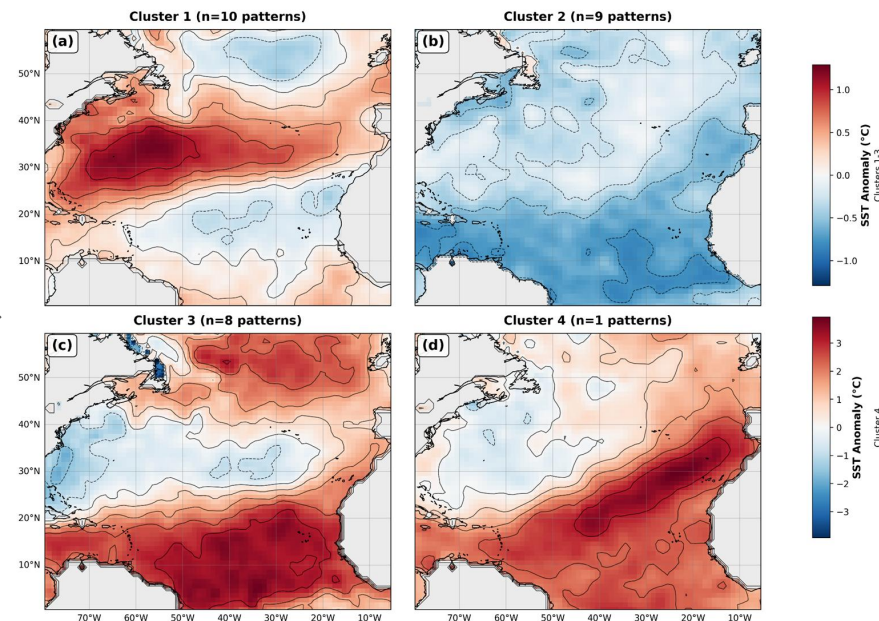 Cluster 1 (n=10 patterns)
Cluster 2 (n=9 patterns)
(a)
(b)
50°N
40°N
30°N
20°N
10°N
1.0
0.5
0.0
−0.5
−1.0
SST Anomaly (°C)
Clusters 1-3
Cluster 3 (n=8 patterns)
Cluster 4 (n=1 patterns)
(c)
(d)
50°N
40°N
30°N
20°N
10°N
70°W 60°W 50°W 40°W 30°W 20°W 10°W
70°W 60°W 50°W 40°W 30°W 20°W 10°W
3
2
1
0
−1
−2
−3
SST Anomaly (°C)
Cluster 4